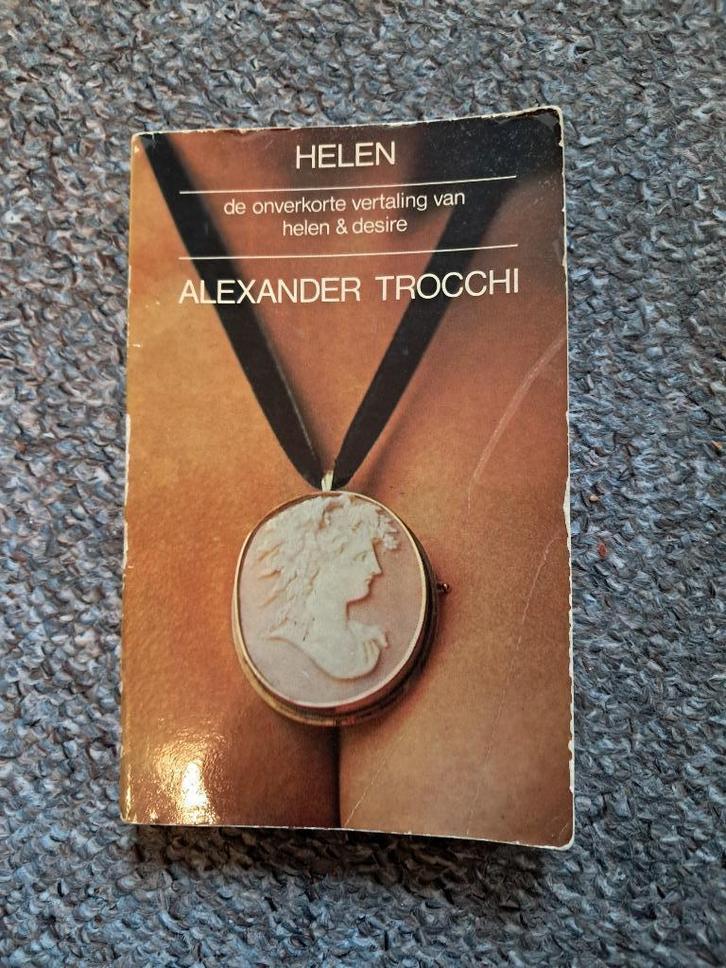 HELEN
de onverkorte vertaling van
helen & desire
ALEXANDER TROCCHI